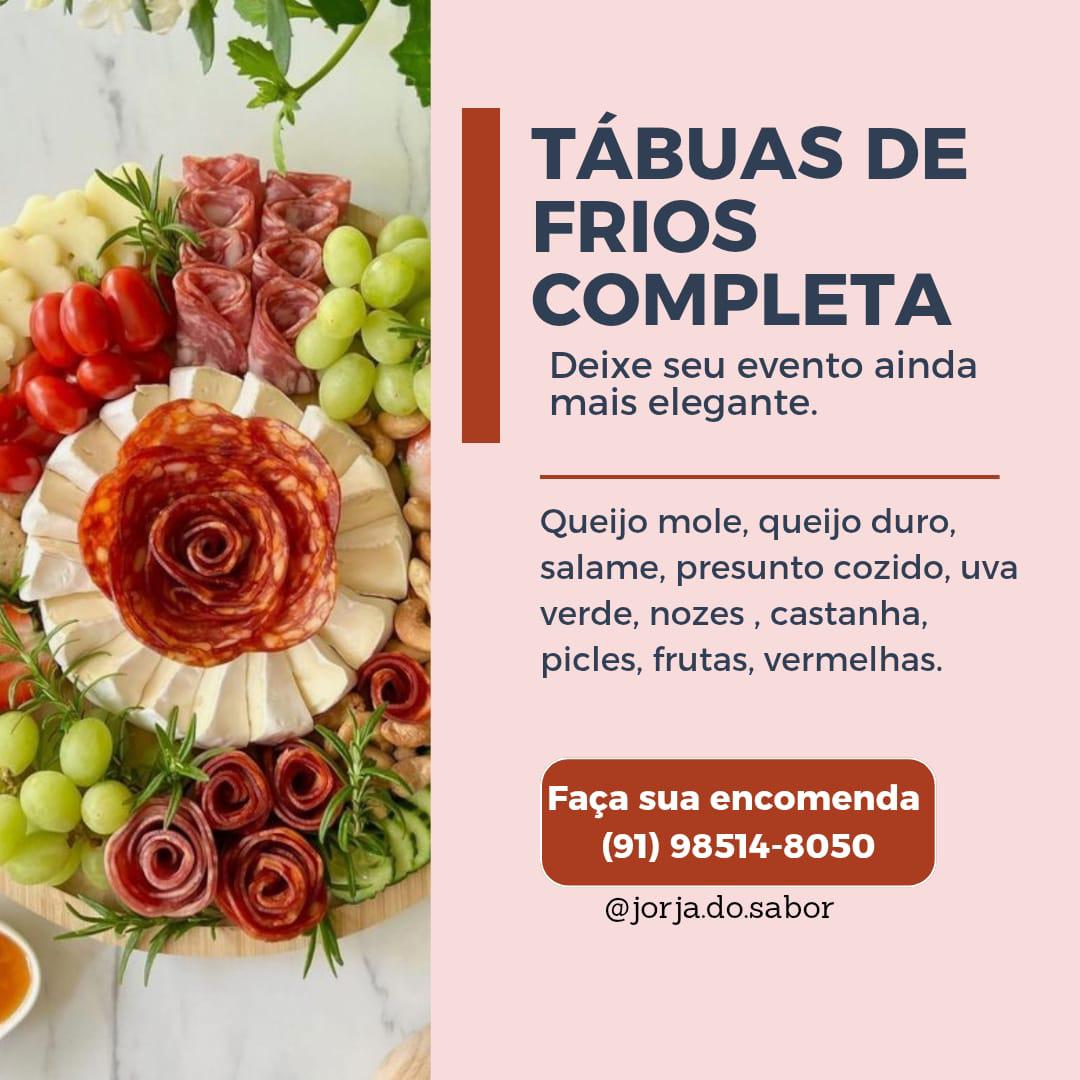 TÁBUAS DE
FRIOS
COMPLETA
Deixe seu evento ainda
mais elegante.
Queijo mole, queijo duro,
salame, presunto cozido, uva
verde, nozes , castanha,
picles, frutas, vermelhas.
Faça sua encomenda
(91) 98514-8050
@jorja.do.sabor